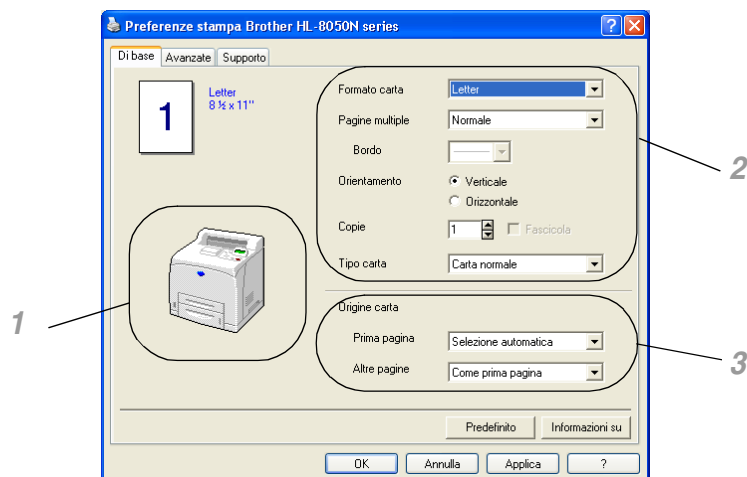 Preferenze stampa Brother HL-8050N series
Di base Avanzate Supporto
1
Letter
8 ½ x 11"
Formato carta Letter
Pagine multiple Normale
Bordo
Orientamento Verticale
Orizzontale
Copie 1 Fascicola
Tipo carta Carta normale
Origine carta
Prima pagina Selezione automatica
Altre pagine Come prima pagina
Predefinito Informazioni su
OK Annulla Applica ?
1
2
3